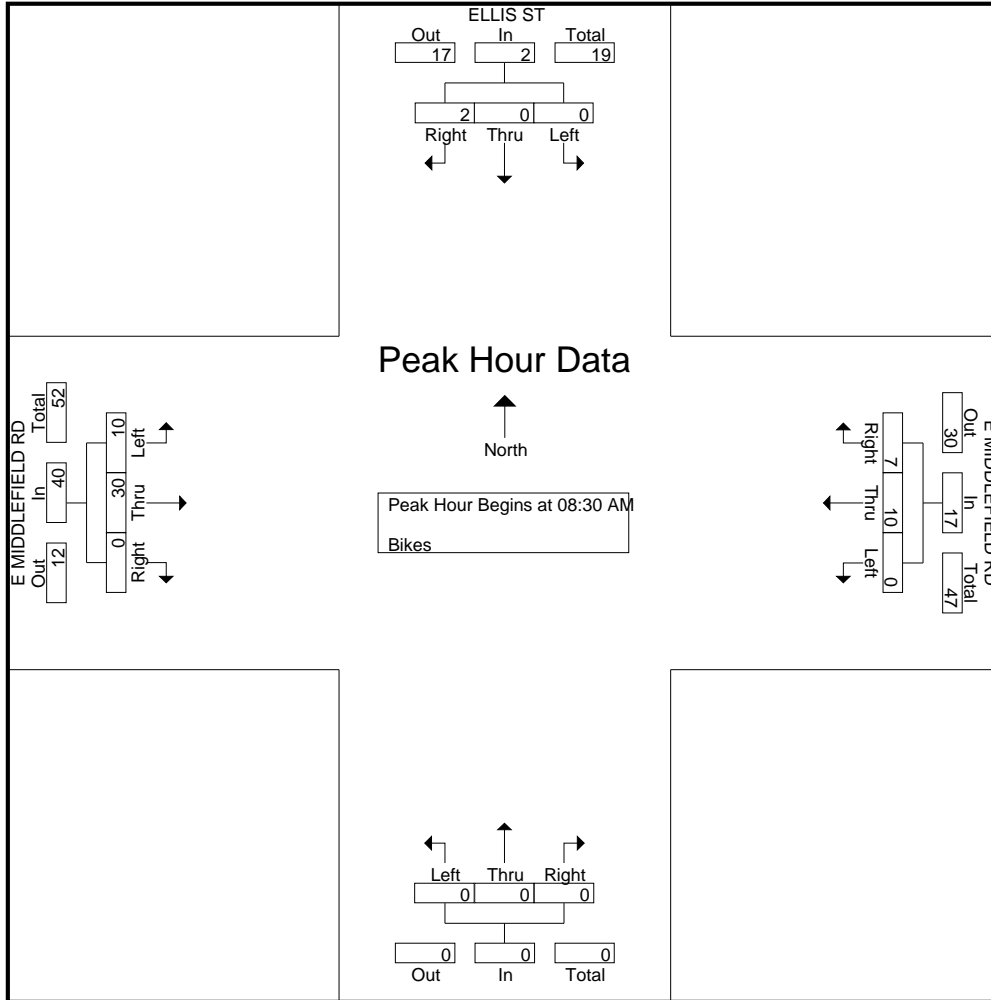 ELLIS ST
Out In Total
17 2 19
2 0 0
Right Thru Left
Peak Hour Data
North
Peak Hour Begins at 08:30 AM
Bikes
E MIDDLEFIELD RD
Out In Total
12 40 52
Right Thru Left
0 30 10
E MIDDLEFIELD RD
Out In Total
30 17 47
Right Thru Left
7 10 0
Left Thru Right
0 0 0
0 0 0
Out In Total